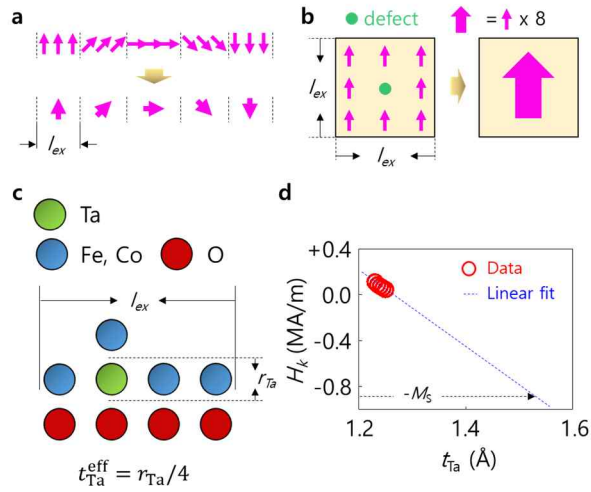 a
l_ex
b
defect
= x 8
l_ex
l_ex
c
Ta
Fe, Co
O
l_ex
r_Ta
t_Ta^eff = r_Ta/4
d
H_k (MA/m)
+0.4
0.0
-0.4
-0.8
Data
Linear fit
-M_S
1.2
1.4
1.6
t_Ta (Å)